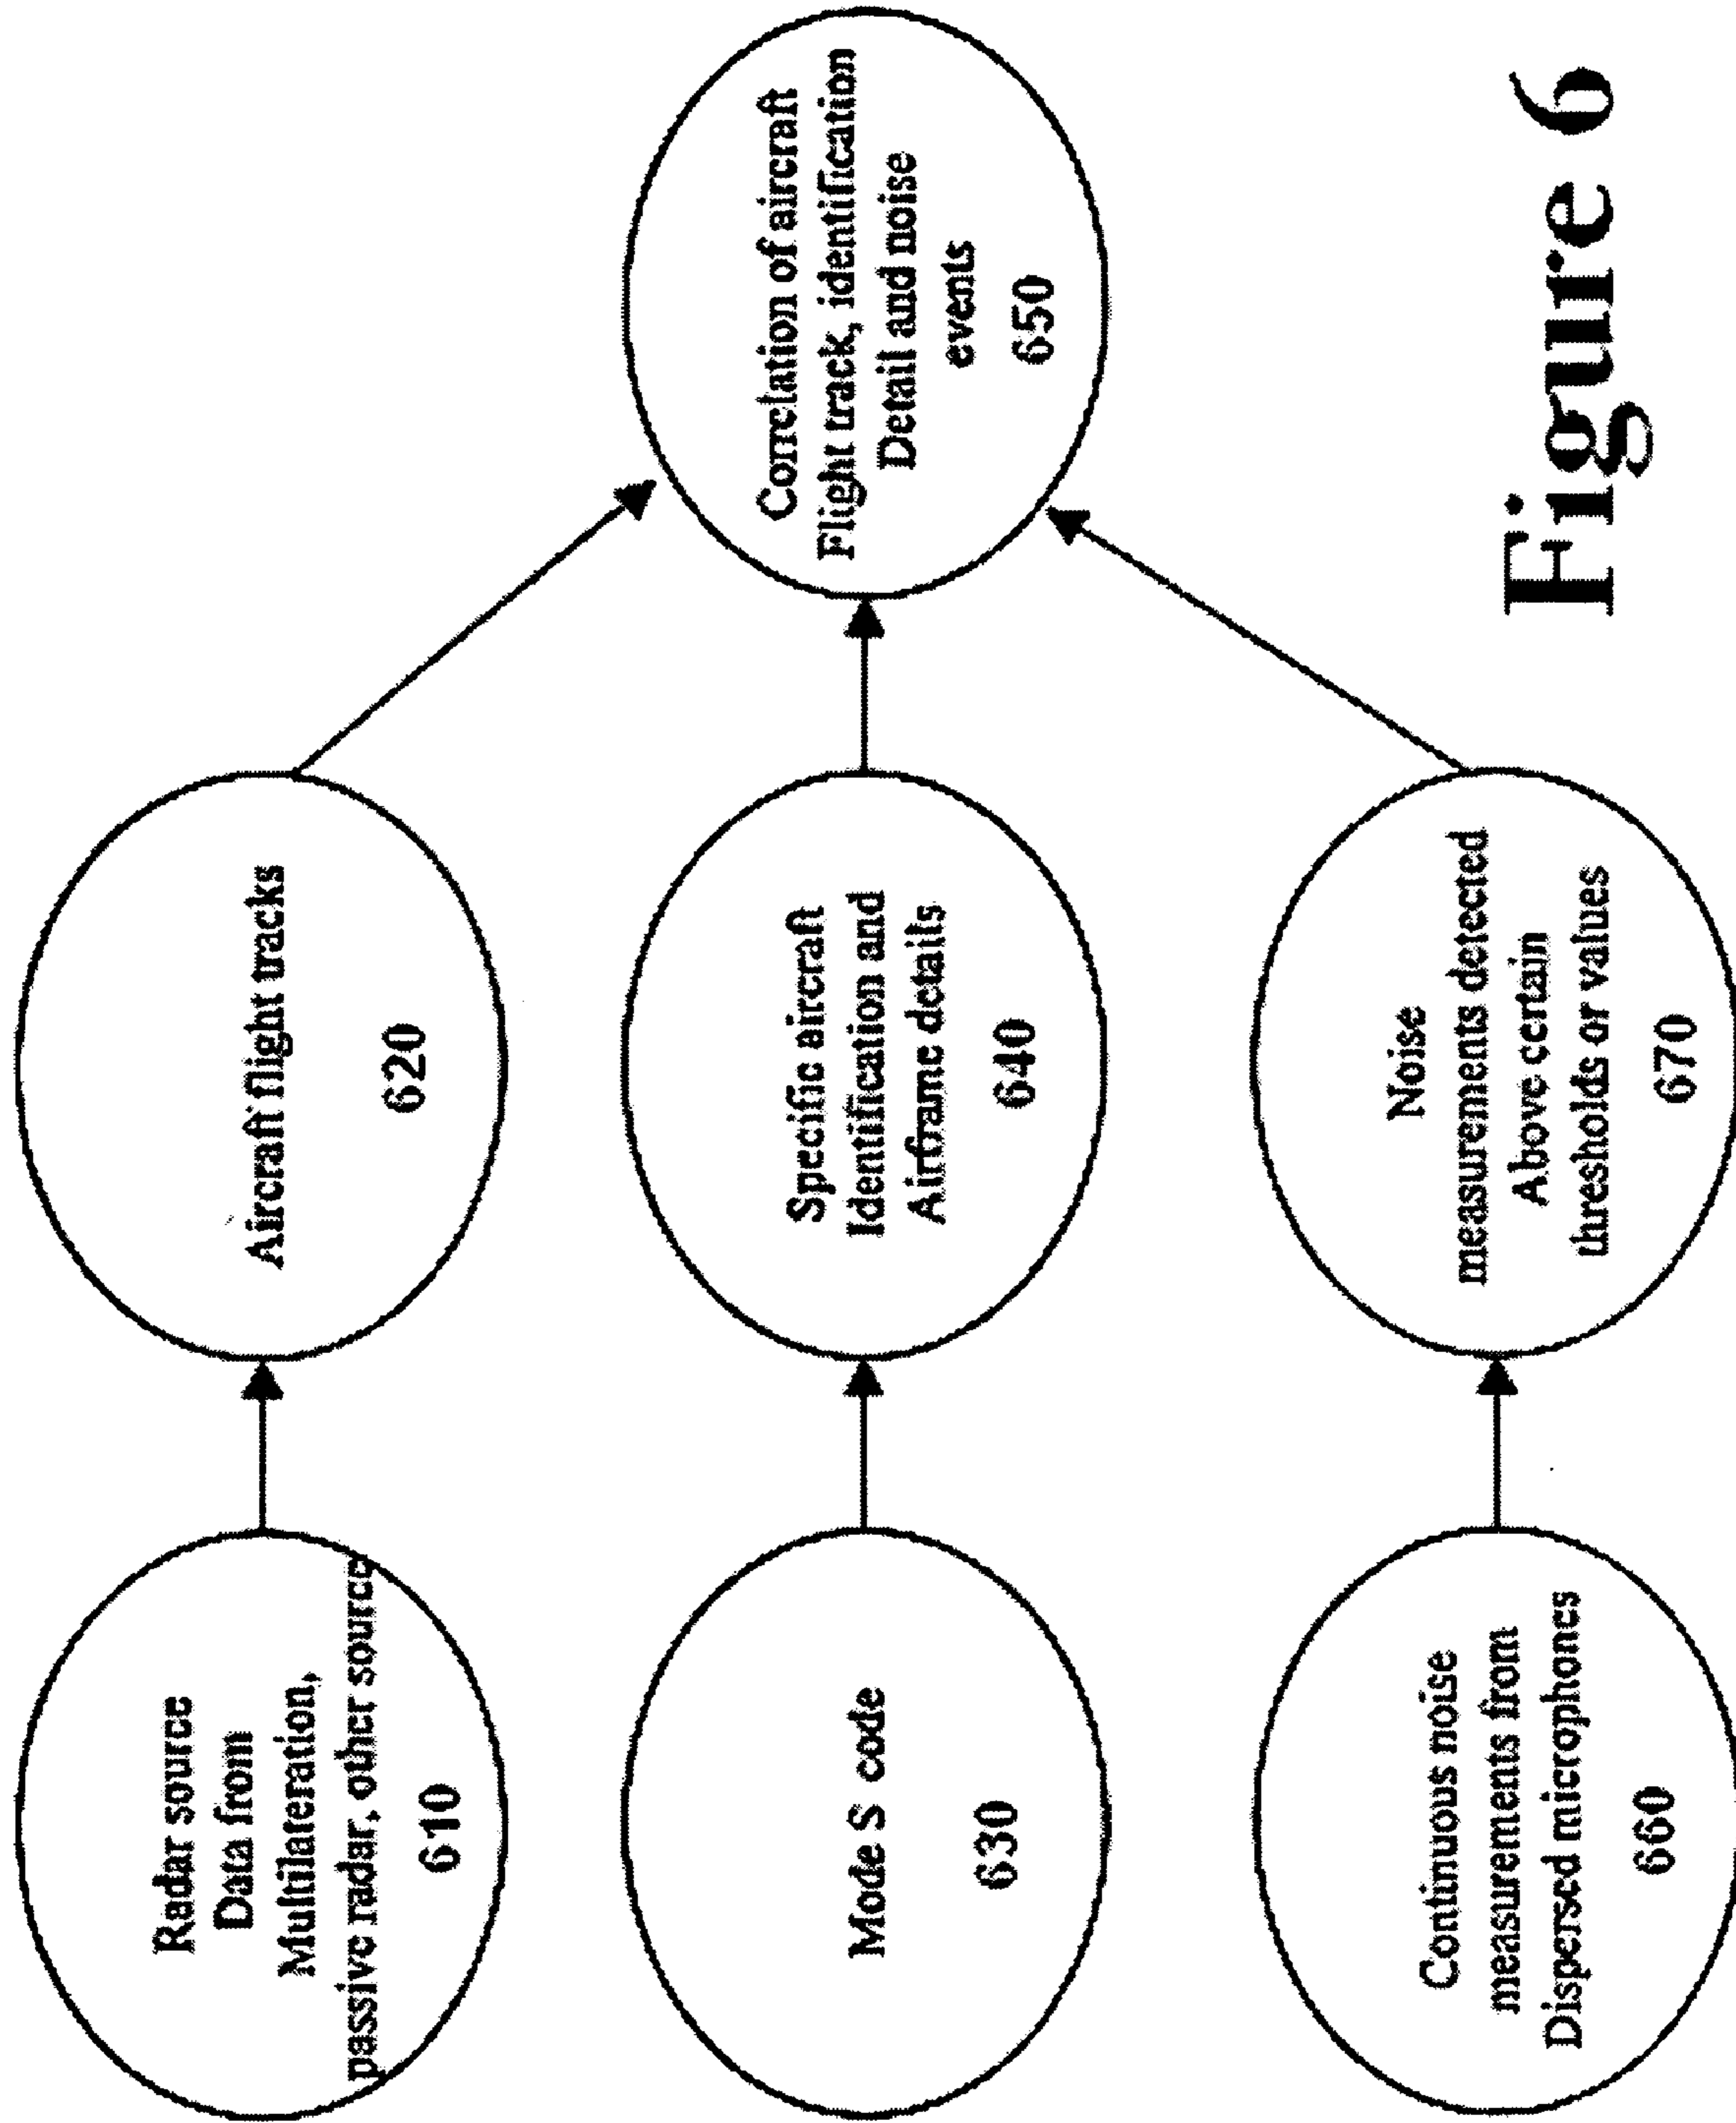 Radar source
Data from
Multilateration,
passive radar, other source
610
Aircraft flight tracks
620
Mode S code
630
Specific aircraft
Identification and
Airframe details
640
Correlation of aircraft
Flight track, identification
Detail and noise
events
650
Continuous noise
measurements from
Dispersed microphones
660
Noise
measurements detected
Above certain
thresholds or values
670
Figure 6